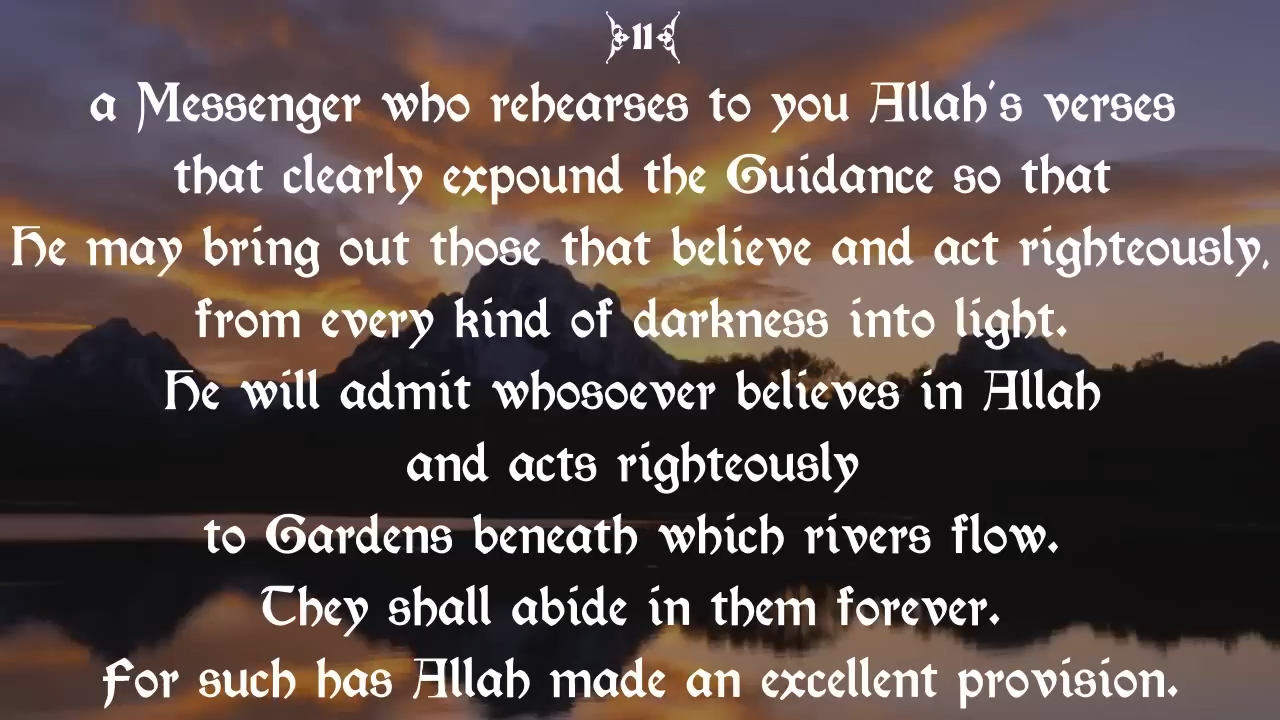 11
a Messenger who rehearses to you Allah's verses
that clearly expound the Guidance so that
He may bring out those that believe and act righteously,
from every kind of darkness into light.
He will admit whosoever believes in Allah
and acts righteously
to Gardens beneath which rivers flow.
They shall abide in them forever.
For such has Allah made an excellent provision.